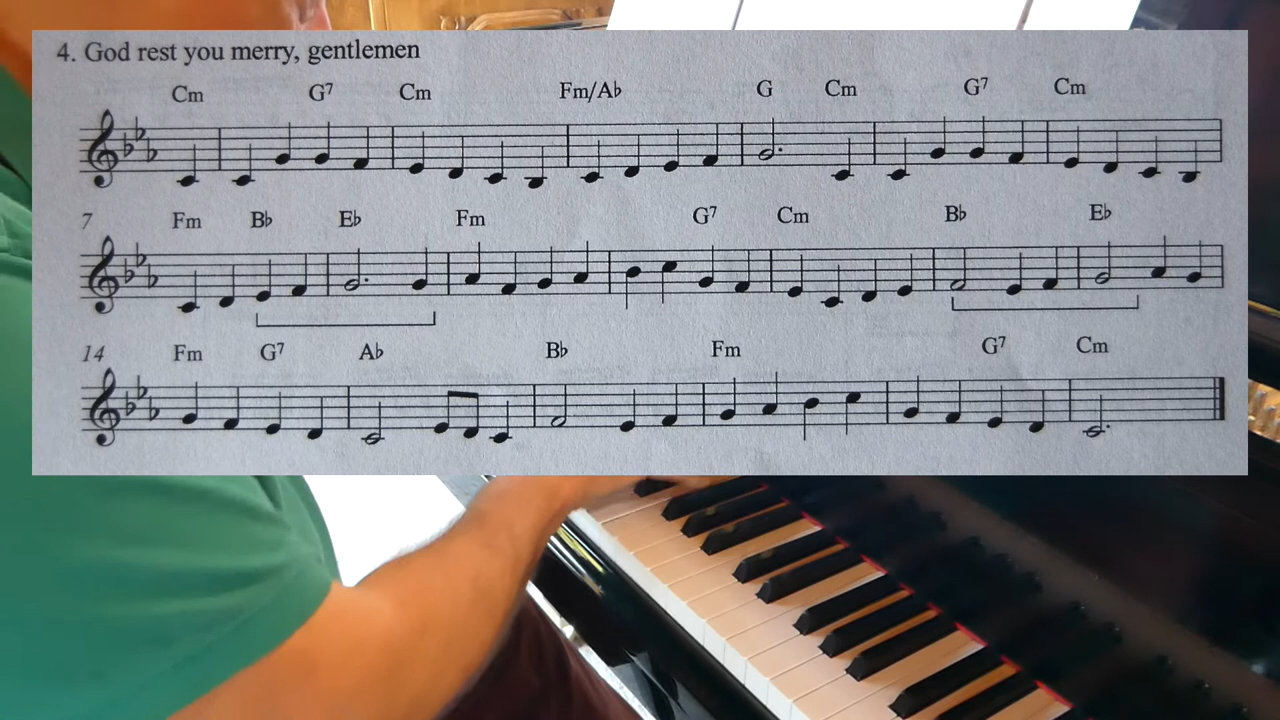 4. God rest you merry, gentlemen
Cm G7 Cm Fm/A♭ G Cm G7 Cm
7 Fm B♭ E♭ Fm G7 Cm B♭ E♭
14 Fm G7 A♭ B♭ Fm G7 Cm